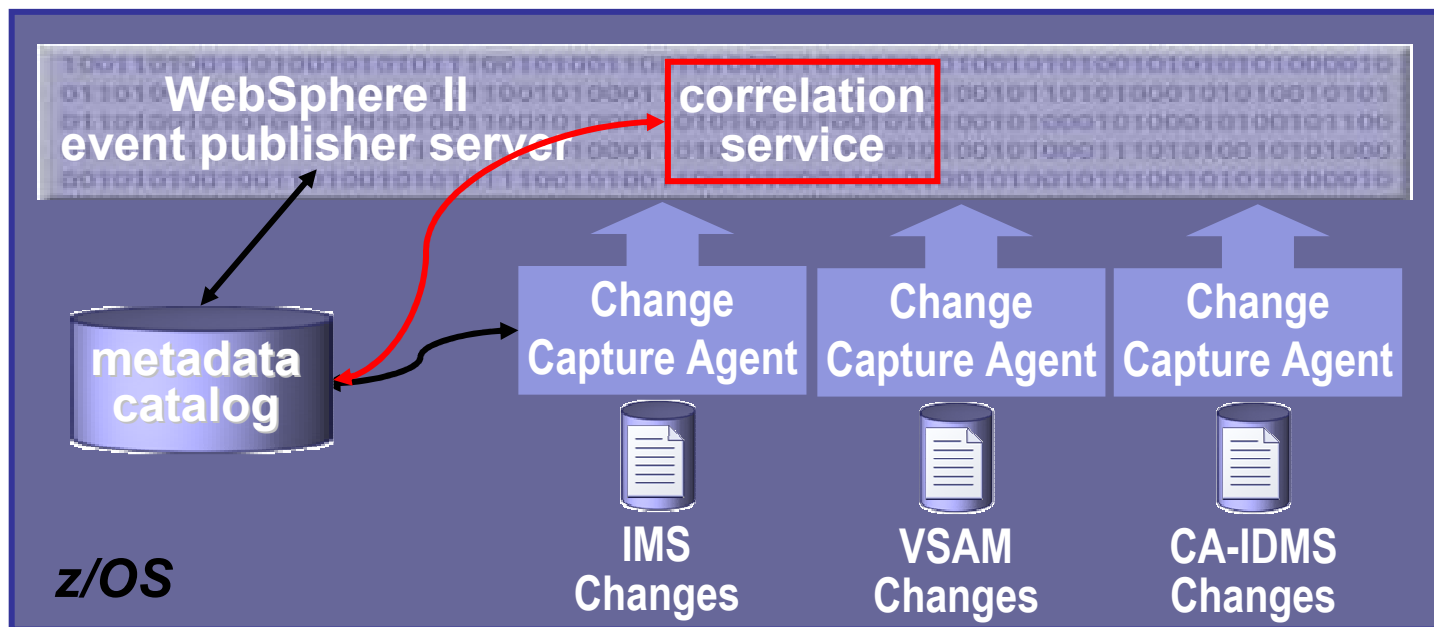 WebSphere II
event publisher server
correlation
service
metadata
catalog
Change
Capture Agent
Change
Capture Agent
Change
Capture Agent
IMS
Changes
VSAM
Changes
CA-IDMS
Changes
z/OS